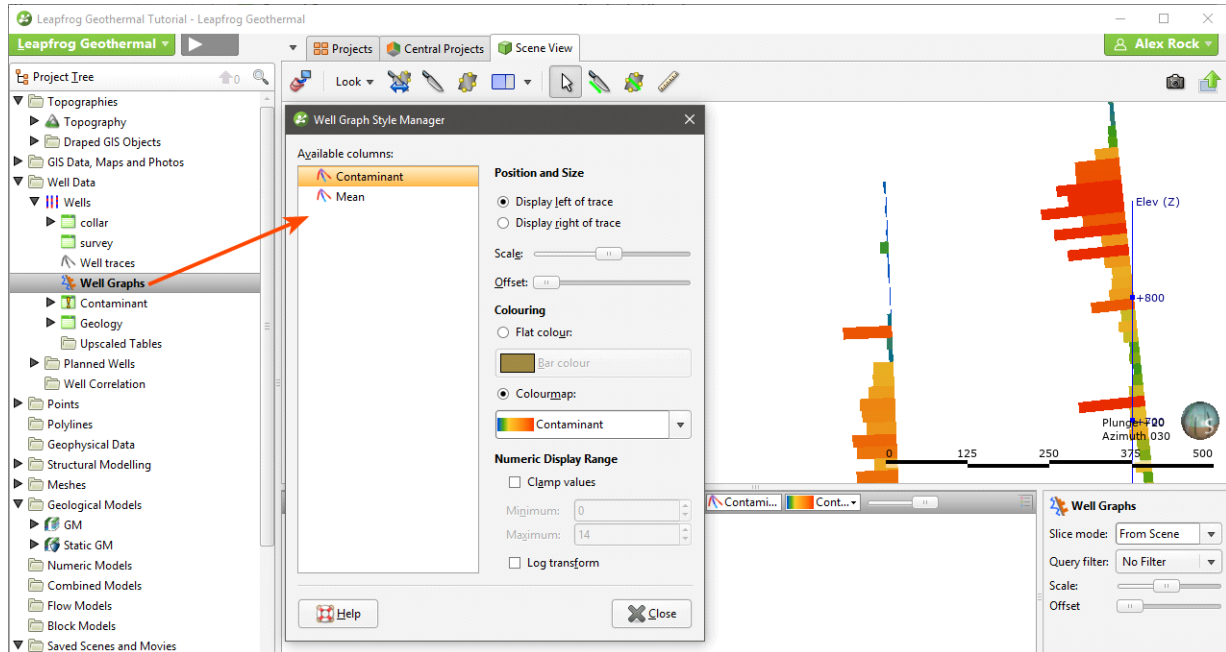 Leapfrog Geothermal Tutorial - Leapfrog Geothermal
Leapfrog Geothermal
Projects
Central Projects
Scene View
Alex Rock
Project Tree
0
Look
Topographies
Topography
Draped GIS Objects
GIS Data, Maps and Photos
Well Data
Wells
collar
survey
Well traces
Well Graphs
Contaminant
Geology
Upscaled Tables
Planned Wells
Well Correlation
Points
Polylines
Geophysical Data
Structural Modelling
Meshes
Geological Models
GM
Static GM
Numeric Models
Combined Models
Flow Models
Block Models
Saved Scenes and Movies
Well Graph Style Manager
Available columns:
Contaminant
Mean
Position and Size
Display left of trace
Display right of trace
Scale:
Offset:
Colouring
Flat colour:
Bar colour
Colourmap:
Contaminant
Numeric Display Range
Clamp values
Minimum: 0
Maximum: 14
Log transform
Help
Close
Elev (Z)
+800
+700
Plunge +20
Azimuth 030
0 125 250 375 500
S
Contami...
Cont...
Well Graphs
Slice mode: From Scene
Query filter: No Filter
Scale:
Offset